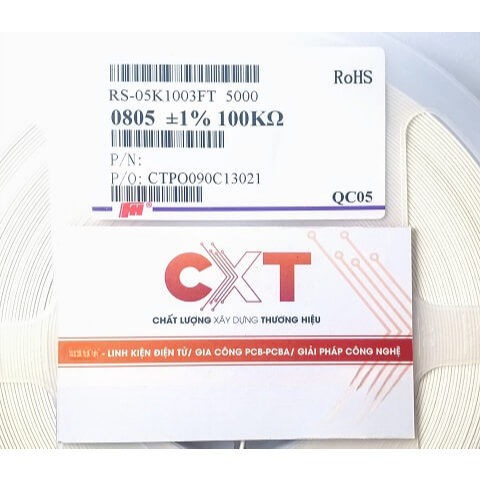 RoHS
RS-05K1003FT 5000
0805 ±1% 100KΩ
P/N:
P/O: CTPO090C13021
QC05
CXT
CHẤT LƯỢNG XÂY DỰNG THƯƠNG HIỆU
- LINH KIỆN ĐIỆN TỬ/ GIA CÔNG PCB-PCBA/ GIẢI PHÁP CÔNG NGHỆ